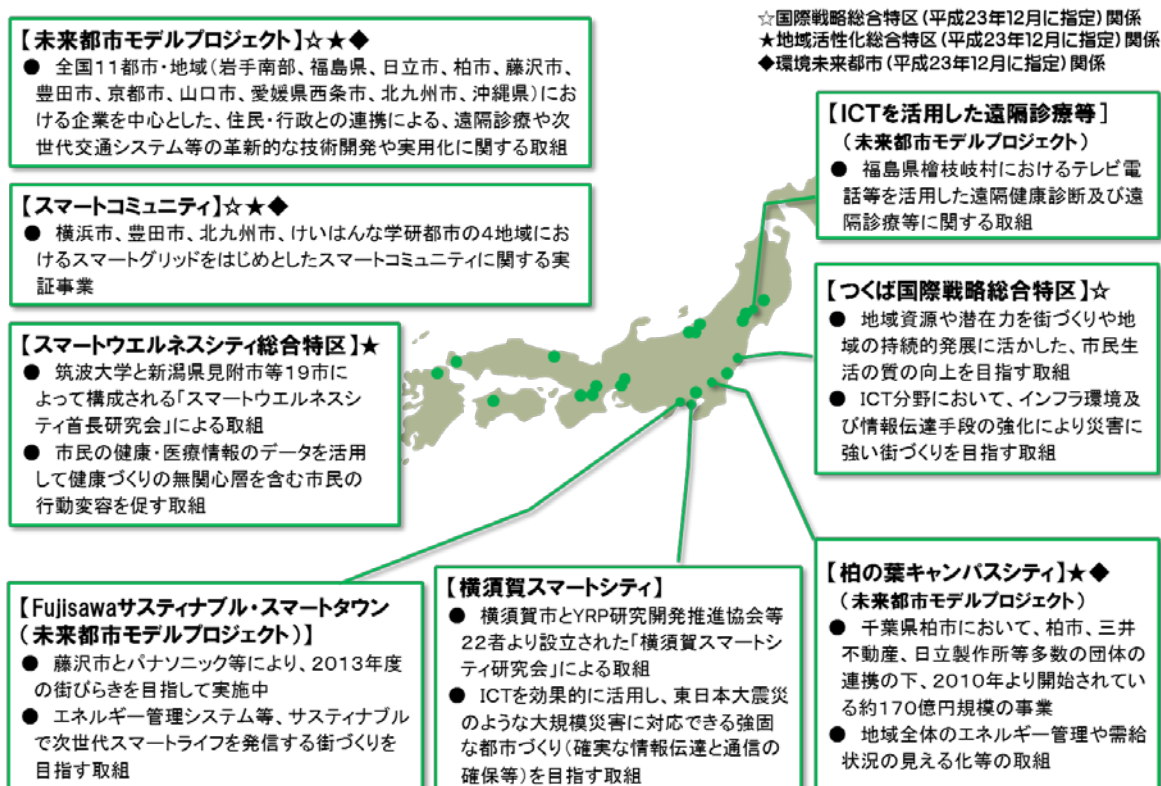 ☆国際戦略総合特区(平成23年12月に指定)関係
★地域活性化総合特区(平成23年12月に指定)関係
◆環境未来都市(平成23年12月に指定)関係
【未来都市モデルプロジェクト】☆★◆
● 全国11都市・地域(岩手南部、福島県、日立市、柏市、藤沢市、
豊田市、京都市、山口市、愛媛県西条市、北九州市、沖縄県)にお
ける企業を中心とした、住民・行政との連携による、遠隔診療や次
世代交通システム等の革新的な技術開発や実用化に関する取組
【スマートコミュニティ】☆★◆
● 横浜市、豊田市、北九州市、けいはんな学研都市の4地域にお
けるスマートグリッドをはじめとしたスマートコミュニティに関する実
証事業
【スマートウエルネスシティ総合特区】★
● 筑波大学と新潟県見附市等19市に
よって構成される「スマートウエルネスシ
ティ首長研究会」による取組
● 市民の健康・医療情報のデータを活用
して健康づくりの無関心層を含む市民の
行動変容を促す取組
【ICTを活用した遠隔診療等]
(未来都市モデルプロジェクト)
● 福島県檜枝岐村におけるテレビ電
話等を活用した遠隔健康診断及び遠
隔診療等に関する取組
【つくば国際戦略総合特区】☆
● 地域資源や潜在力を街づくりや地
域の持続的発展に活かした、市民生
活の質の向上を目指す取組
● ICT分野において、インフラ環境及
び情報伝達手段の強化により災害に
強い街づくりを目指す取組
【Fujisawaサスティナブル・スマートタウン
(未来都市モデルプロジェクト)】
● 藤沢市とパナソニック等により、2013年度
の街びらきを目指して実施中
● エネルギー管理システム等、サスティナブル
で次世代スマートライフを発信する街づくりを
目指す取組
【横須賀スマートシティ】
● 横須賀市とYRP研究開発推進協会等
22者より設立された「横須賀スマートシ
ティ研究会」による取組
● ICTを効果的に活用し、東日本大震災
のような大規模災害に対応できる強固
な都市づくり(確実な情報伝達と通信の
確保等)を目指す取組
【柏の葉キャンパスシティ】★◆
(未来都市モデルプロジェクト)
● 千葉県柏市において、柏市、三井
不動産、日立製作所等多数の団体の
連携の下、2010年より開始されてい
る約170億円規模の事業
● 地域全体のエネルギー管理や需給
状況の見える化等の取組